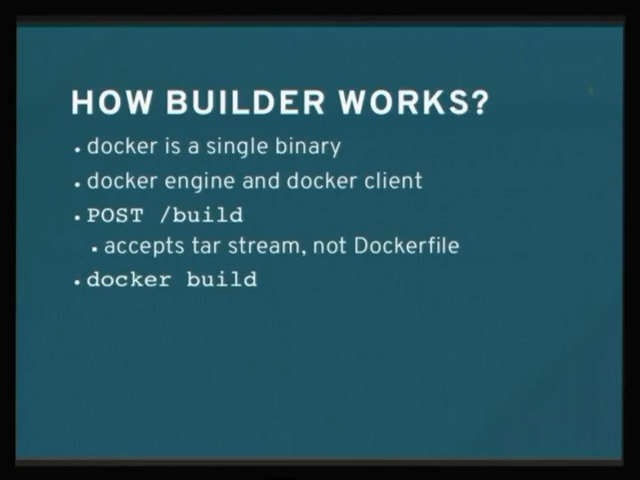 HOW BUILDER WORKS?
• docker is a single binary
• docker engine and docker client
• POST /build
• accepts tar stream, not Dockerfile
• docker build